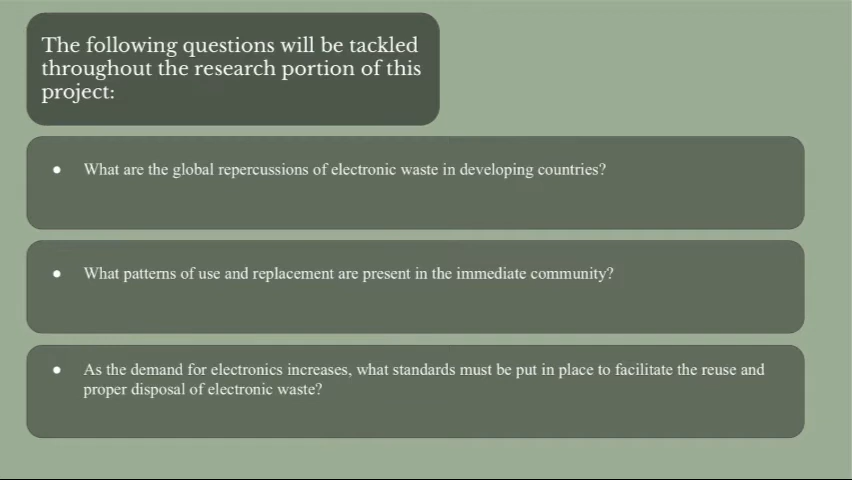 The following questions will be tackled
throughout the research portion of this
project:
● What are the global repercussions of electronic waste in developing countries?
● What patterns of use and replacement are present in the immediate community?
● As the demand for electronics increases, what standards must be put in place to facilitate the reuse and
proper disposal of electronic waste?